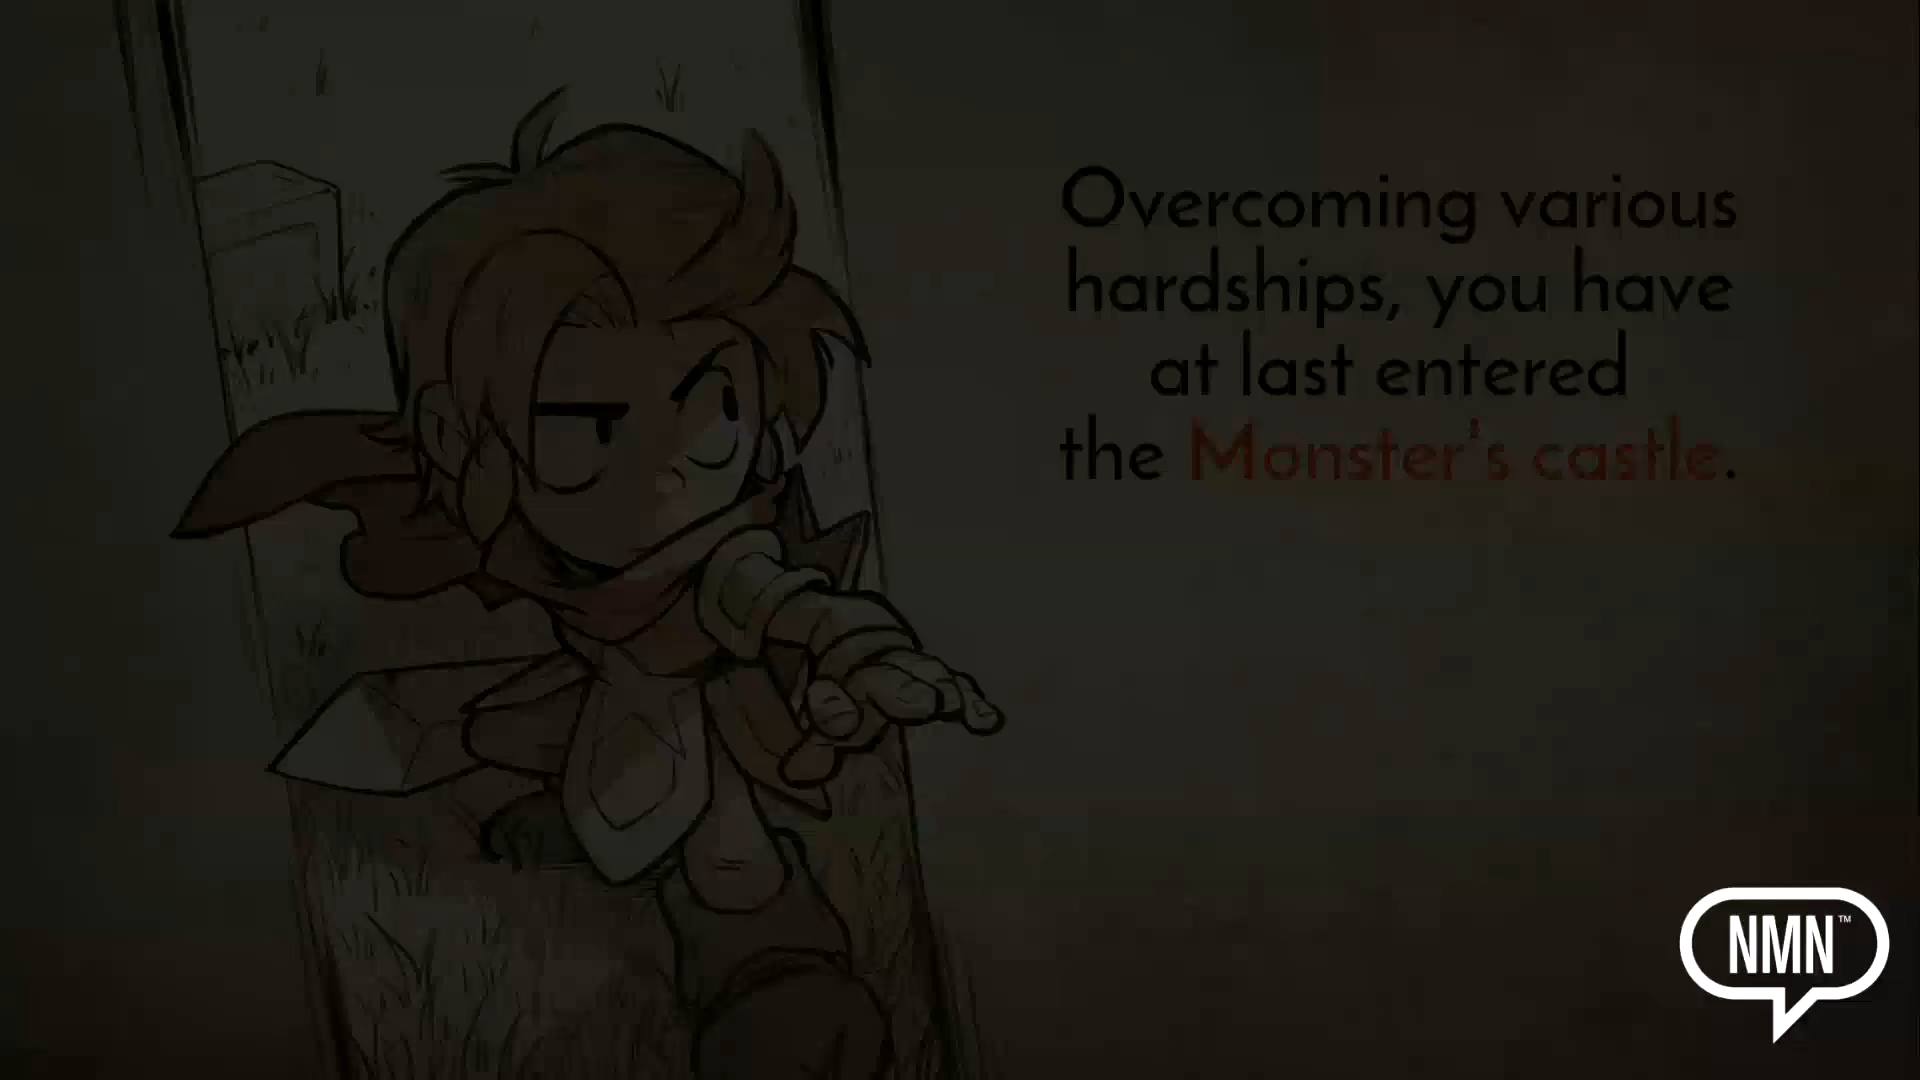 Overcoming various
hardships, you have
at last entered
the Monster's castle.
NMN™